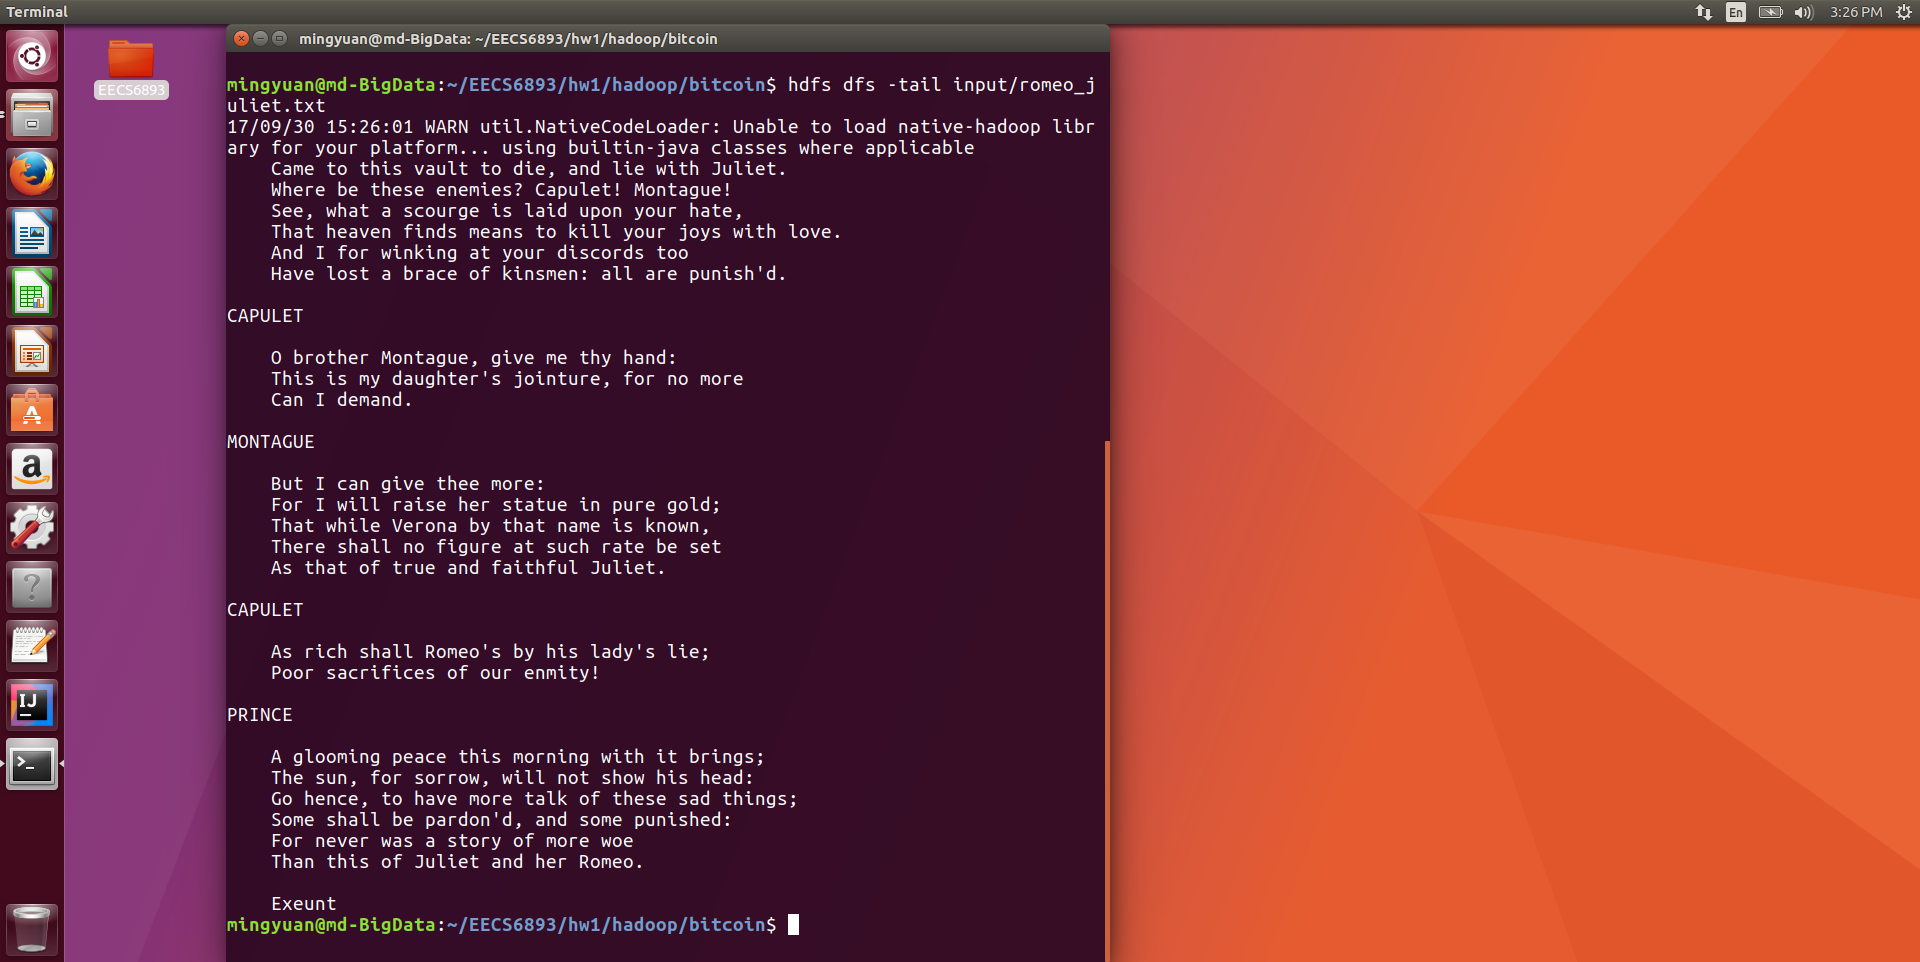 Terminal
En
3:26 PM
EECS6893
mingyuan@md-BigData: ~/EECS6893/hw1/hadoop/bitcoin
mingyuan@md-BigData:~/EECS6893/hw1/hadoop/bitcoin$ hdfs dfs -tail input/romeo_j
uliet.txt
17/09/30 15:26:01 WARN util.NativeCodeLoader: Unable to load native-hadoop libr
ary for your platform... using builtin-java classes where applicable
Came to this vault to die, and lie with Juliet.
Where be these enemies? Capulet! Montague!
See, what a scourge is laid upon your hate,
That heaven finds means to kill your joys with love.
And I for winking at your discords too
Have lost a brace of kinsmen: all are punish'd.
CAPULET
O brother Montague, give me thy hand:
This is my daughter's jointure, for no more
Can I demand.
MONTAGUE
But I can give thee more:
For I will raise her statue in pure gold;
That while Verona by that name is known,
There shall no figure at such rate be set
As that of true and faithful Juliet.
CAPULET
As rich shall Romeo's by his lady's lie;
Poor sacrifices of our enmity!
PRINCE
A glooming peace this morning with it brings;
The sun, for sorrow, will not show his head:
Go hence, to have more talk of these sad things;
Some shall be pardon'd, and some punished:
For never was a story of more woe
Than this of Juliet and her Romeo.
Exeunt
mingyuan@md-BigData:~/EECS6893/hw1/hadoop/bitcoin$